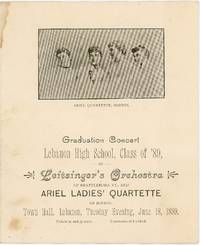 ARIEL QUARTETTE, BOSTON.
Graduation Concert
Lebanon High School, Class of '89,
BY
Leitsinger's Orchestra
OF BRATTLEBORO, VT., AND
ARIEL LADIES' QUARTETTE
OF BOSTON,
Town Hall, Lebanon, Tuesday Evening, June 18, 1889.